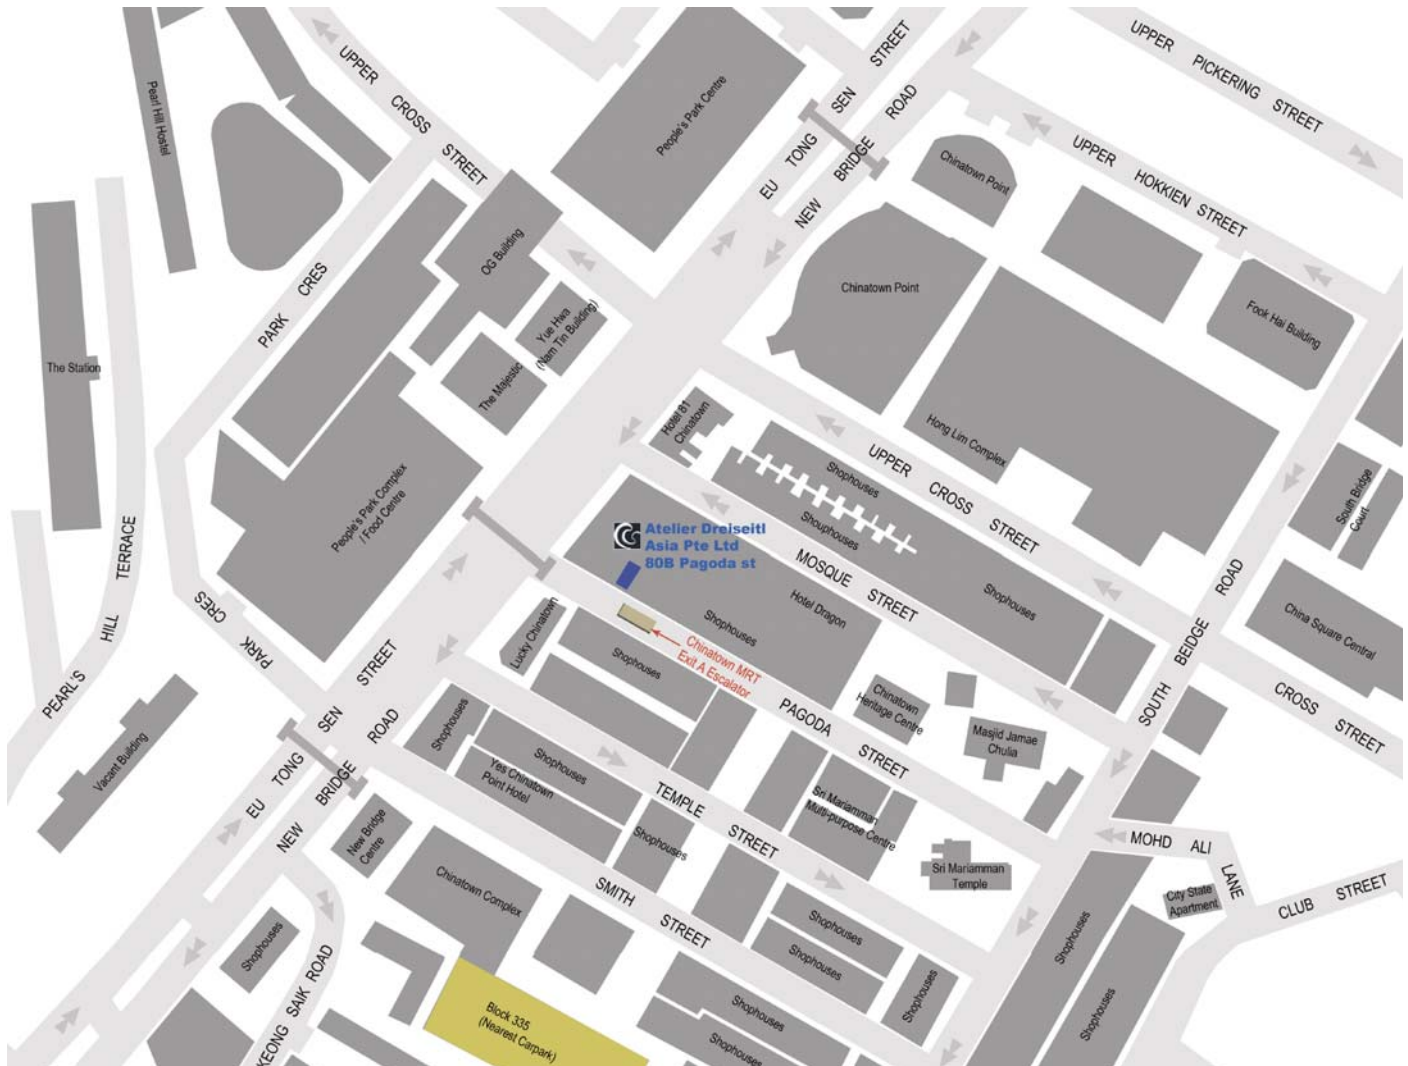 UPPER PICKERING STREET
UPPER CROSS STREET
EU TONG SEN STREET
NEW BRIDGE ROAD
Pearl Hill Hostel
People's Park Centre
Chinatown Point
UPPER HOKKIEN STREET
OG Building
PARK CRES
Chinatown Point
Fook Hai Building
Yue Hwa
(Nam Tin Building)
The Majestic
The Station
Hotel 81
Chinatown
Hong Lim Complex
UPPER CROSS STREET
Shophouses
Shouphouses
Shophouses
South Bridge
Court
People's Park Complex
/ Food Centre
Atelier Dreiseitl
Asia Pte Ltd
80B Pagoda st
MOSQUE STREET
Hotel Dragon
Shophouses
PEARL'S HILL TERRACE
PARK CRES
Lucky Chinatown
Shophouses
Chinatown MRT
Exit A Escalator
SOUTH BEIDGE ROAD
China Square Central
CROSS STREET
Chinatown
Heritage Centre
PAGODA STREET
Masjid Jamae
Chulia
Vacant Building
EU TONG SEN STREET
NEW BRIDGE ROAD
Shophouses
Shophouses
Yes Chinatown
Point Hotel
TEMPLE STREET
Sri Mariamman
Multi-purpose Centre
Shophouses
New Bridge
Centre
MOHD ALI LANE
Sri Mariamman
Temple
City State
Apartment
CLUB STREET
Chinatown Complex
SMITH STREET
Shophouses
Shophouses
Shophouses
Shophouses
Shophouses
Shophouses
KEONG SAIK ROAD
Block 335
(Nearest Carpark)
Shophouses
Shophouses